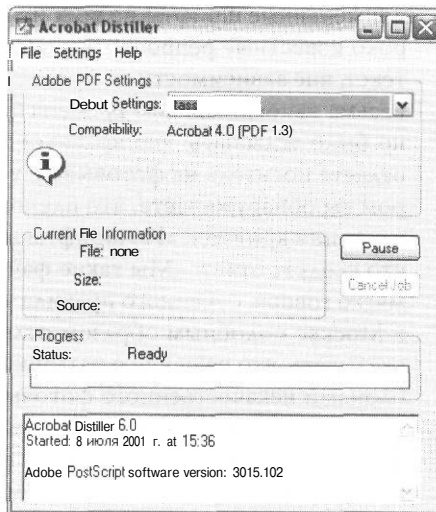 Acrobat Distiller
File Settings Help
Adobe PDF Settings
Debut Settings: tass
Compatibility: Acrobat 4.0 (PDF 1.3)
Current File Information
File: none
Size:
Source:
Pause
Cancel Job
Progress
Status: Ready
Acrobat Distiller 6.0
Started: 8 июля 2001 г. at 15:36
Adobe PostScript software version: 3015.102